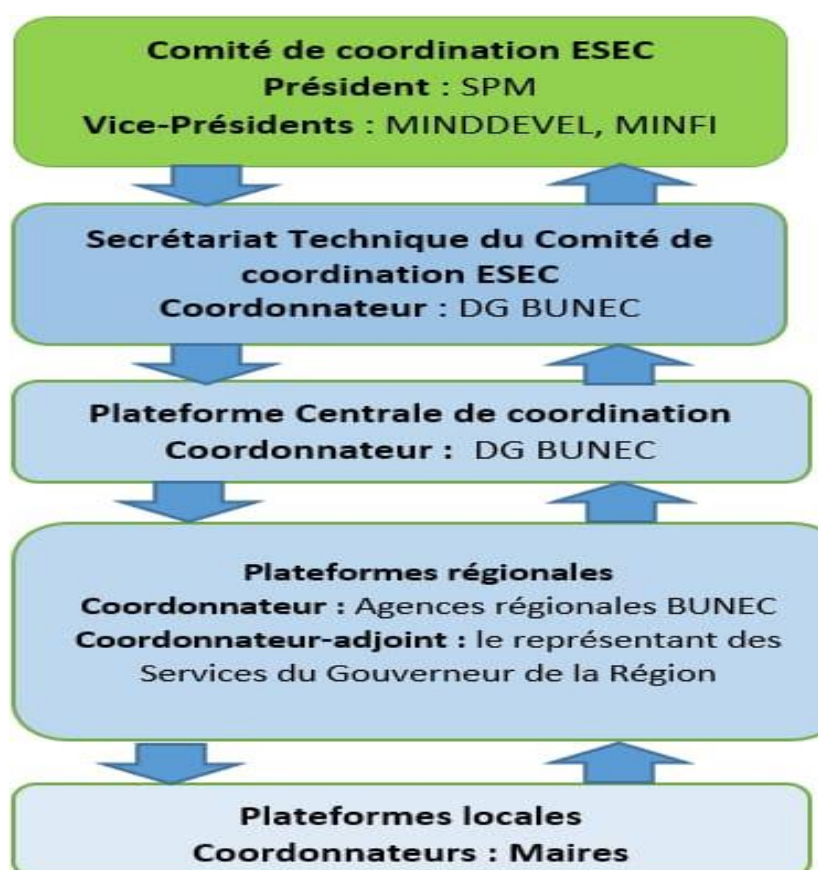 Comité de coordination ESEC
Président : SPM
Vice-Présidents : MINDDEVEL, MINFI
Secrétariat Technique du Comité de
coordination ESEC
Coordonnateur : DG BUNEC
Plateforme Centrale de coordination
Coordonnateur : DG BUNEC
Plateformes régionales
Coordonnateur : Agences régionales BUNEC
Coordonnateur-adjoint : le représentant des
Services du Gouverneur de la Région
Plateformes locales
Coordonnateurs : Maires